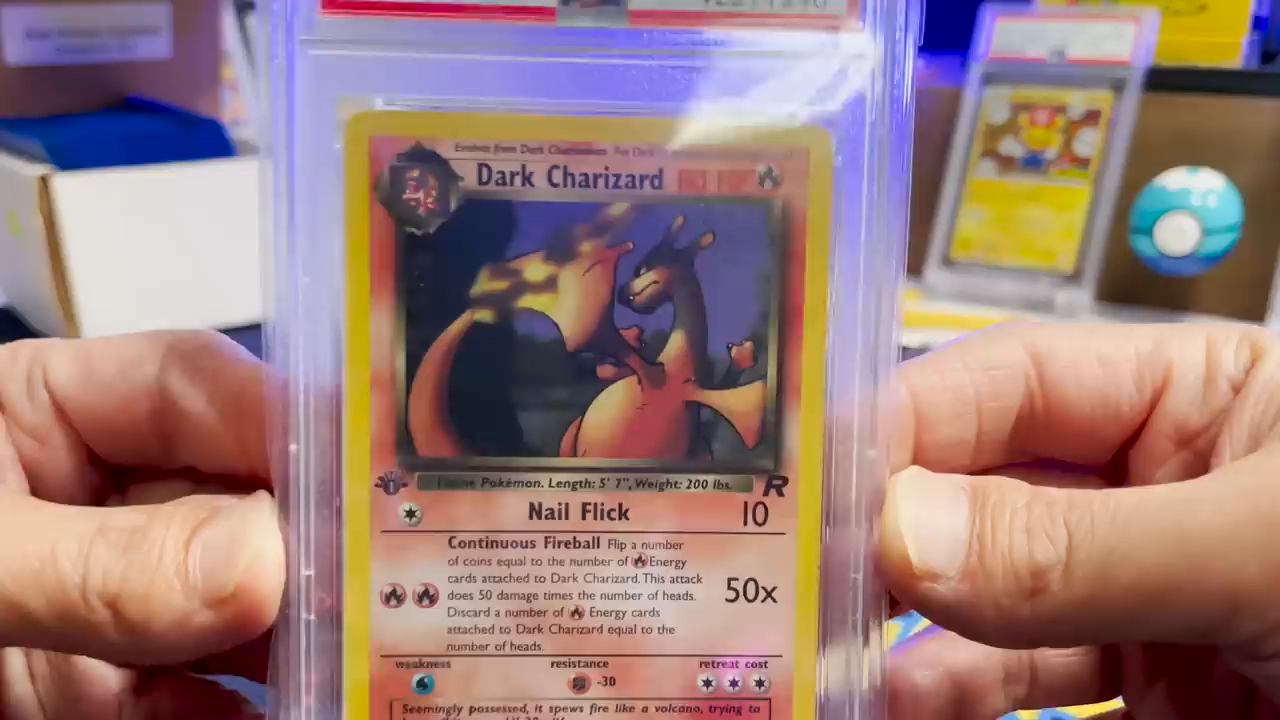 Evolves from Dark Charmeleon
Dark Charizard 80 HP
1
Pokémon. Length: 5' 7", Weight: 200 lbs.
R
Nail Flick 10
Continuous Fireball Flip a number
of coins equal to the number of Energy
cards attached to Dark Charizard. This attack
does 50 damage times the number of heads.
50x
Discard a number of Energy cards
attached to Dark Charizard equal to the
number of heads.
weakness resistance retreat cost
-30
Seemingly possessed, it spews fire like a volcano, trying to